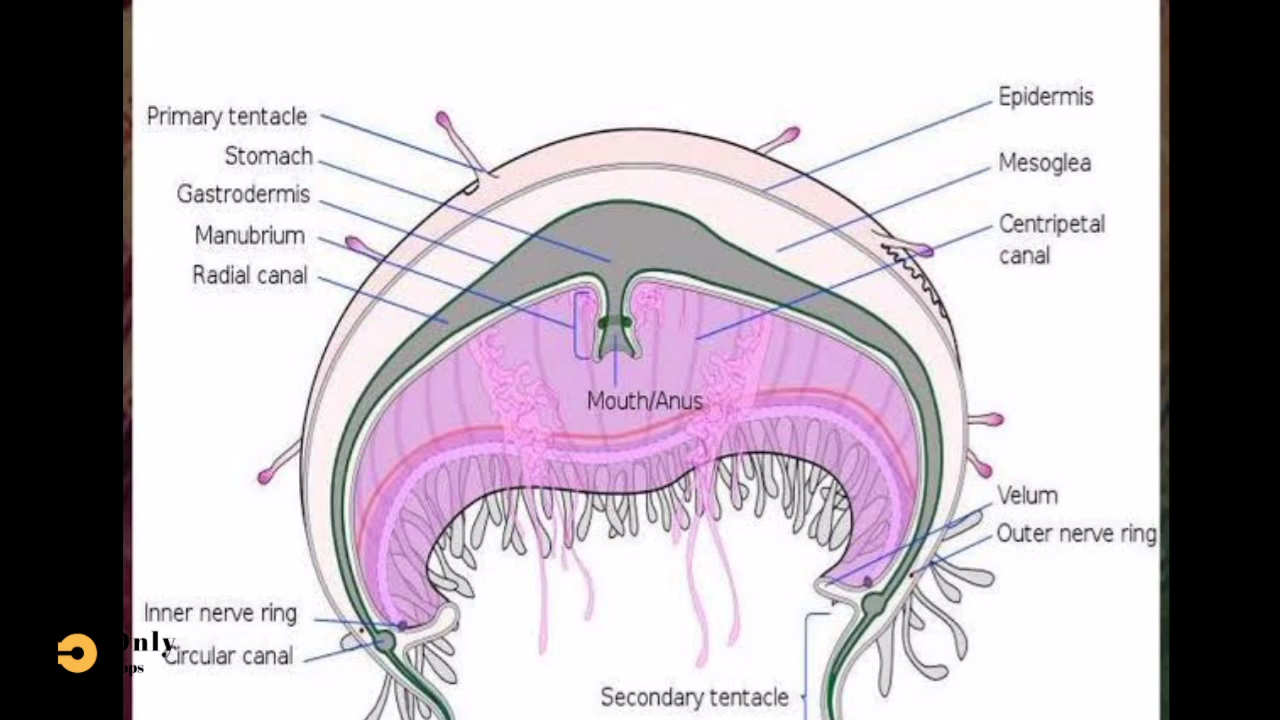 Primary tentacle
Stomach
Gastrodermis
Manubrium
Radial canal
Epidermis
Mesoglea
Centripetal
canal
Mouth/Anus
Velum
Outer nerve ring
Inner nerve ring
Circular canal
Secondary tentacle
Only